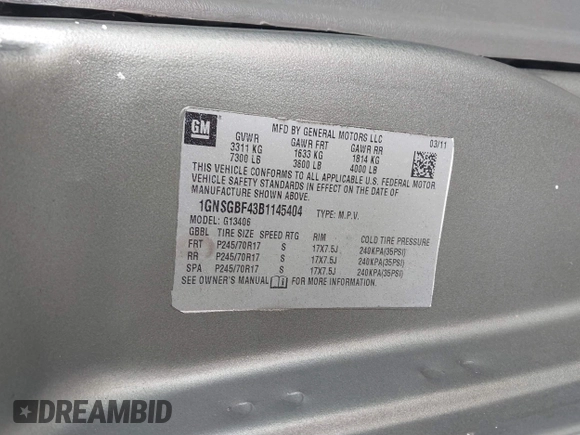 GM
MFD BY GENERAL MOTORS LLC 03/11
GVWR GAWR FRT GAWR RR
3311 KG 1633 KG 1814 KG
7300 LB 3600 LB 4000 LB
THIS VEHICLE CONFORMS TO ALL APPLICABLE U.S. FEDERAL MOTOR
VEHICLE SAFETY STANDARDS IN EFFECT ON THE DATE OF
MANUFACTURE SHOWN ABOVE.
1GNSGBF43B1145404 TYPE: M.P.V.
MODEL: G13406
GBBL TIRE SIZE SPEED RTG RIM COLD TIRE PRESSURE
FRT P245/70R17 S 17X7.5J 240KPA(35PSI)
RR P245/70R17 S 17X7.5J 240KPA(35PSI)
SPA P245/70R17 S 17X7.5J 240KPA(35PSI)
SEE OWNER'S MANUAL FOR MORE INFORMATION.
DREAMBID